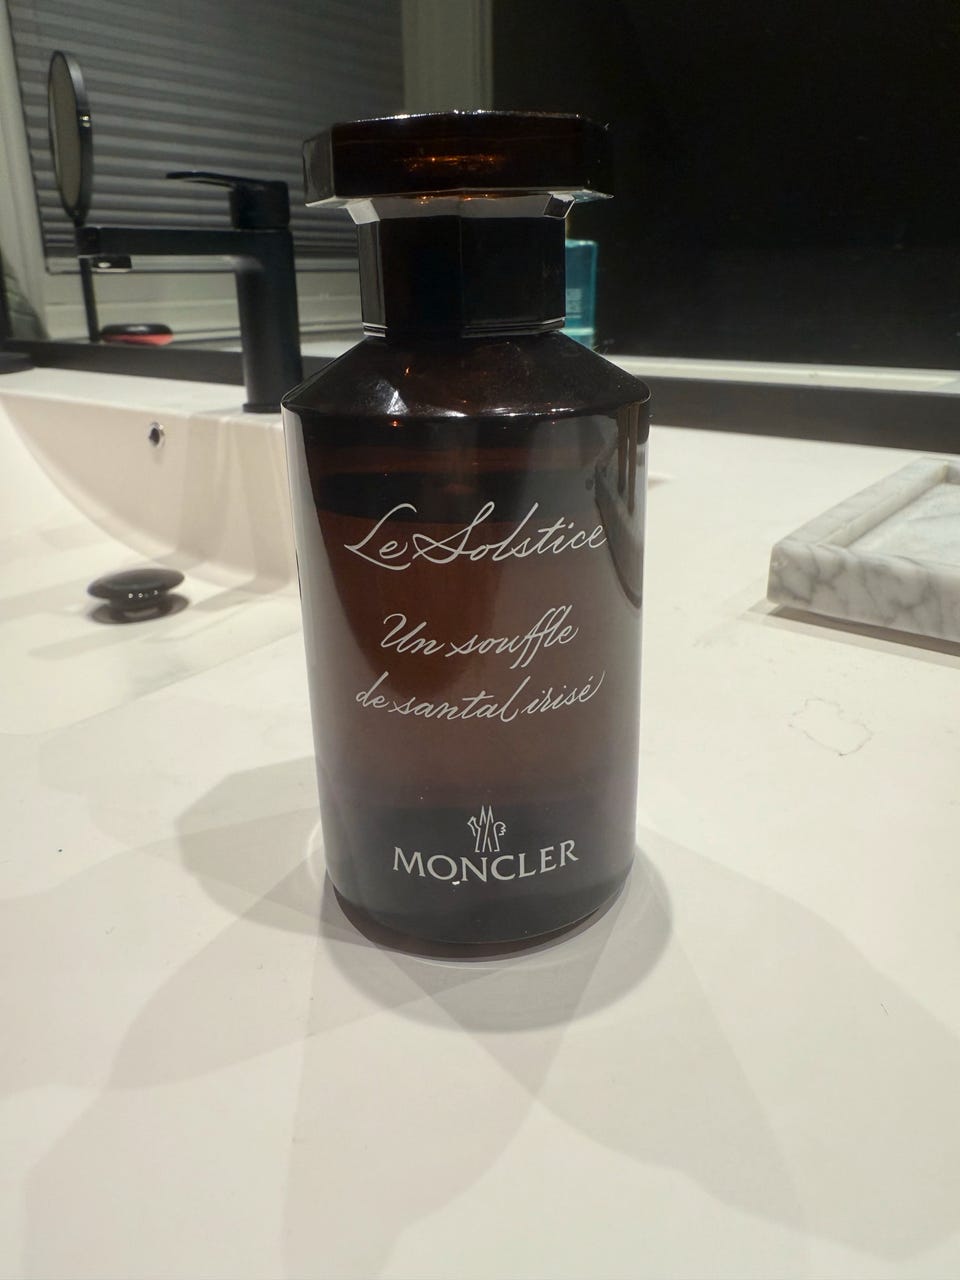 Le Solstice
Un souffle
de santal irisé
MONCLER